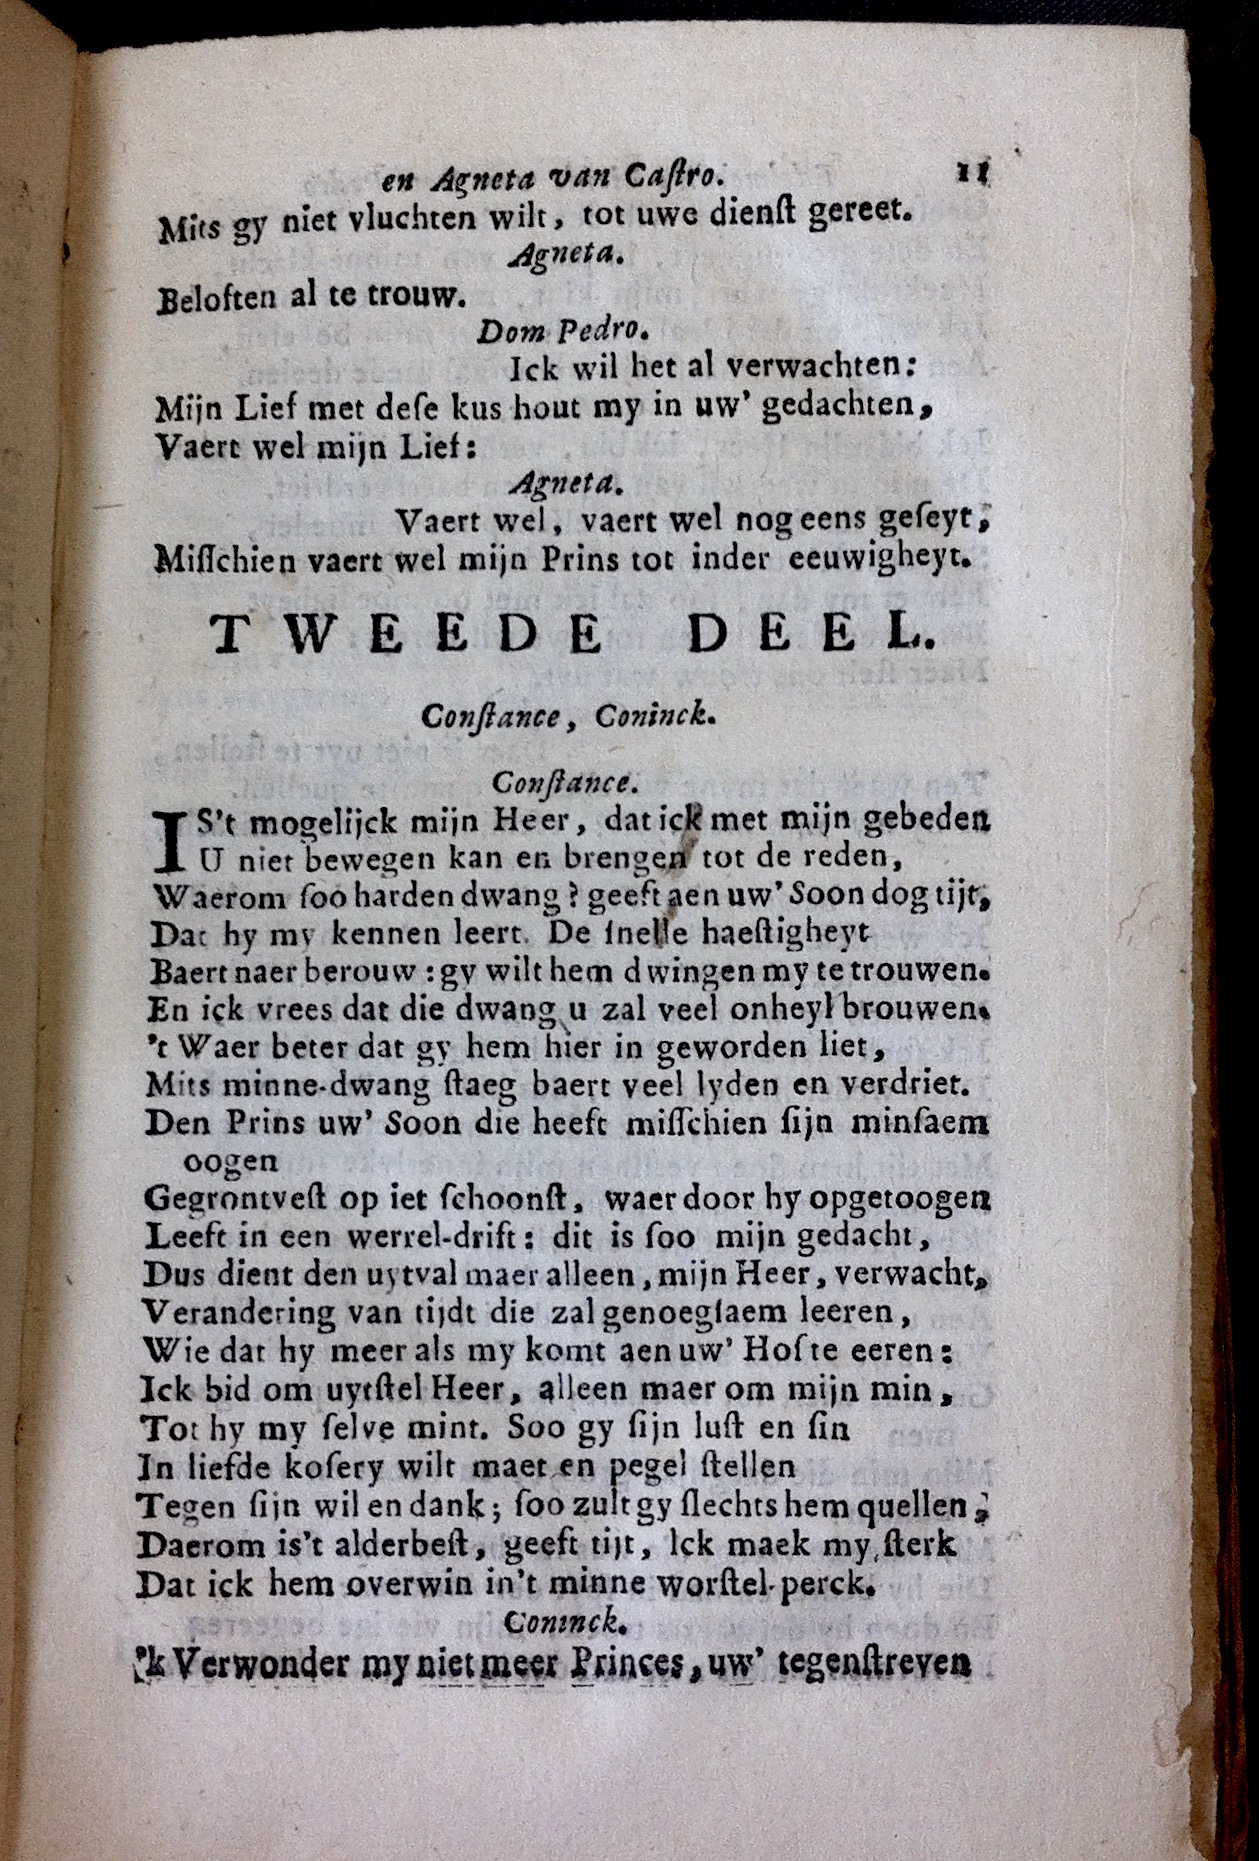 en Agneta van Caſtro. 11
Mits gy niet vluchten wilt, tot uwe dienſt gereet.
Agneta.
Beloften al te trouw.
Dom Pedro.
Ick wil het al verwachten:
Mijn Lief met deſe kus hout my in uw' gedachten,
Vaert wel mijn Lief:
Agneta.
Vaert wel, vaert wel nog eens geſeyt,
Miſſchien vaert wel mijn Prins tot inder eeuwigheyt.
TWEEDE DEEL.
Conſtance, Coninck.
Conſtance.
IS't mogelijck mijn Heer, dat ick met mijn gebeden
U niet bewegen kan en brengen tot de reden,
Waerom ſoo harden dwang? geeft aen uw' Soon dog tijt,
Dat hy my kennen leert. De ſnelle haeſtigheyt
Baert naer berouw: gy wilt hem dwingen my te trouwen.
En ick vrees dat die dwang u zal veel onheyl brouwen.
't Waer beter dat gy hem hier in geworden liet,
Mits minne-dwang ſtaeg baert veel lyden en verdriet.
Den Prins uw' Soon die heeft miſſchien ſijn minſaem
oogen
Gegrontveſt op iet ſchoonſt, waer door hy opgetoogen
Leeft in een werrel-drift: dit is ſoo mijn gedacht,
Dus dient den uytval maer alleen, mijn Heer, verwacht,
Verandering van tijdt die zal genoegſaem leeren,
Wie dat hy meer als my komt aen uw' Hof te eeren:
Ick bid om uytſtel Heer, alleen maer om mijn min,
Tot hy my ſelve mint. Soo gy ſijn luſt en ſin
In liefde koſery wilt maet en pegel ſtellen
Tegen ſijn wil en dank; ſoo zult gy ſlechts hem quellen,
Daerom is't alderbeſt, geeft tijt, Ick maek my ſterk
Dat ick hem overwin in't minne worſtel-perck.
Coninck.
'k Verwonder my niet meer Princes, uw' tegenſtreven